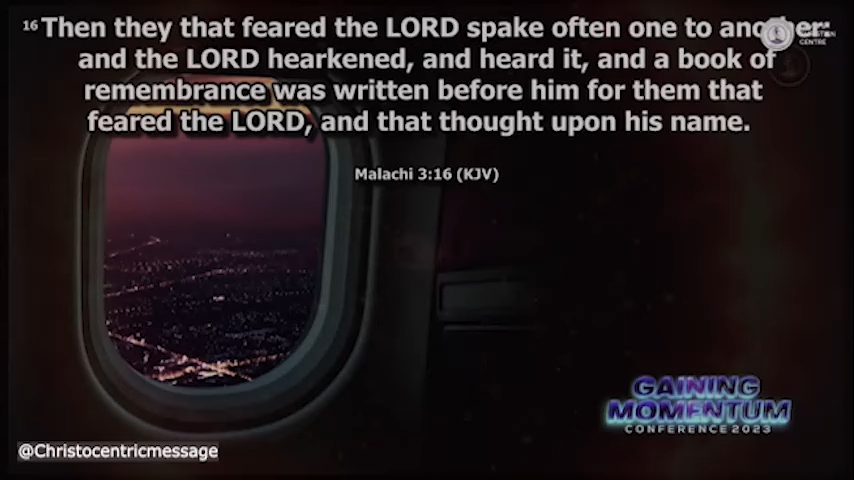 16 Then they that feared the LORD spake often one to another
and the LORD hearkened, and heard it, and a book of
remembrance was written before him for them that
feared the LORD, and that thought upon his name.
Malachi 3:16 (KJV)
GAINING
MOMENTUM
CONFERENCE 2023
@Christocentricmessage
CENTRE